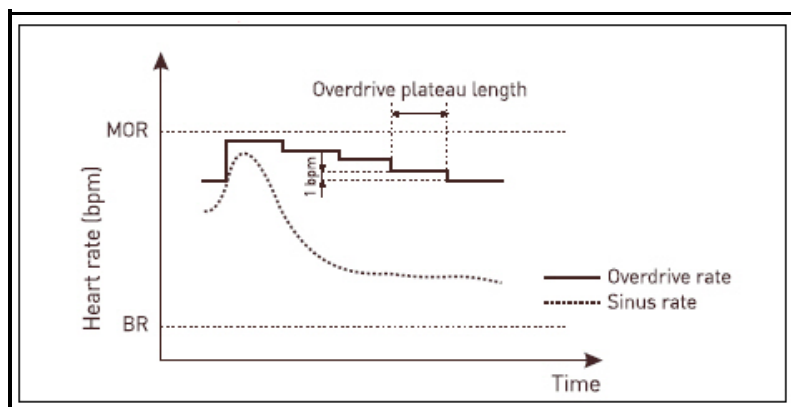 Overdrive plateau length
MOR
1 bpm
Heart rate (bpm)
Overdrive rate
Sinus rate
BR
Time